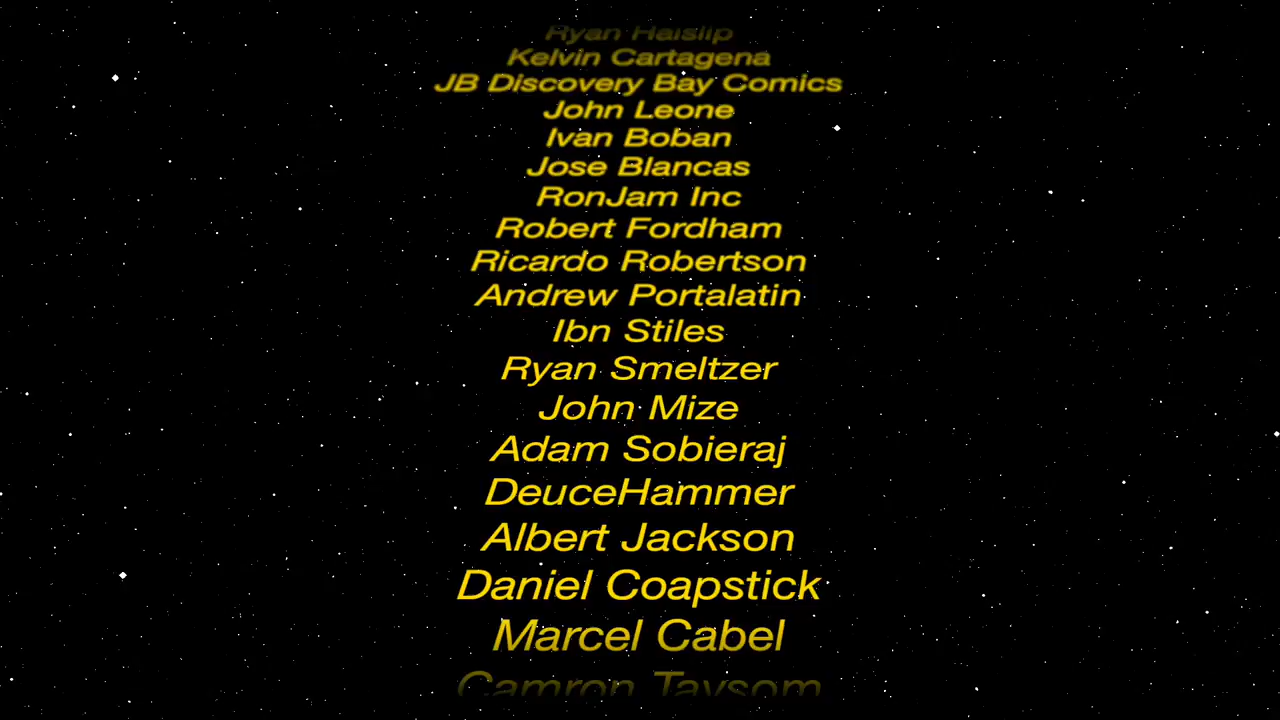 Ryan Haislip
Kelvin Cartagena
JB Discovery Bay Comics
John Leone
Ivan Boban
Jose Blancas
RonJam Inc
Robert Fordham
Ricardo Robertson
Andrew Portalatin
Ibn Stiles
Ryan Smeltzer
John Mize
Adam Sobieraj
DeuceHammer
Albert Jackson
Daniel Coapstick
Marcel Cabel
Camron Taysom